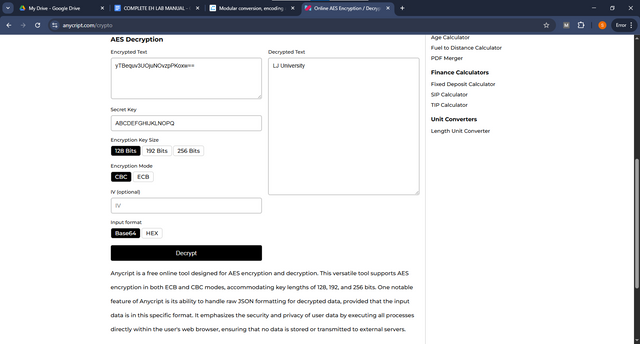 My Drive - Google Drive
COMPLETE EH LAB MANUAL -
Modular conversion, encoding
Online AES Encryption / Decry
anycript.com/crypto
Error
AES Decryption
Encrypted Text
Decrypted Text
yTBequv3UOjuNOvzpPKoxw==
LJ University
Secret Key
ABCDEFGHIJKLNOPQ
Encryption Key Size
128 Bits
192 Bits
256 Bits
Encryption Mode
CBC
ECB
IV (optional)
IV
Input format
Base64
HEX
Decrypt
Anycript is a free online tool designed for AES encryption and decryption. This versatile tool supports AES
encryption in both ECB and CBC modes, accommodating key lengths of 128, 192, and 256 bits. One notable
feature of Anycript is its ability to handle raw JSON formatting for decrypted data, provided that the input
data is in this specific format. It emphasizes the security and privacy of user data by executing all processes
directly within the user's web browser, ensuring that no data is stored or transmitted to external servers.
Age Calculator
Fuel to Distance Calculator
PDF Merger
Finance Calculators
Fixed Deposit Calculator
SIP Calculator
TIP Calculator
Unit Converters
Length Unit Converter